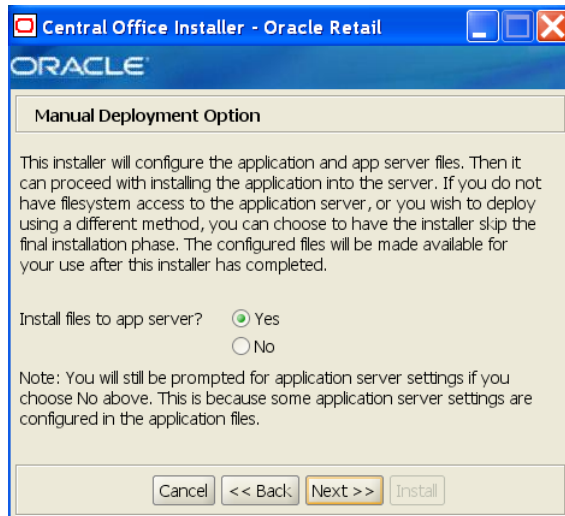 Central Office Installer - Oracle Retail
ORACLE
Manual Deployment Option
This installer will configure the application and app server files. Then it
can proceed with installing the application into the server. If you do not
have filesystem access to the application server, or you wish to deploy
using a different method, you can choose to have the installer skip the
final installation phase. The configured files will be made available for
your use after this installer has completed.
Install files to app server? Yes
No
Note: You will still be prompted for application server settings if you
choose No above. This is because some application server settings are
configured in the application files.
Cancel << Back Next >> Install